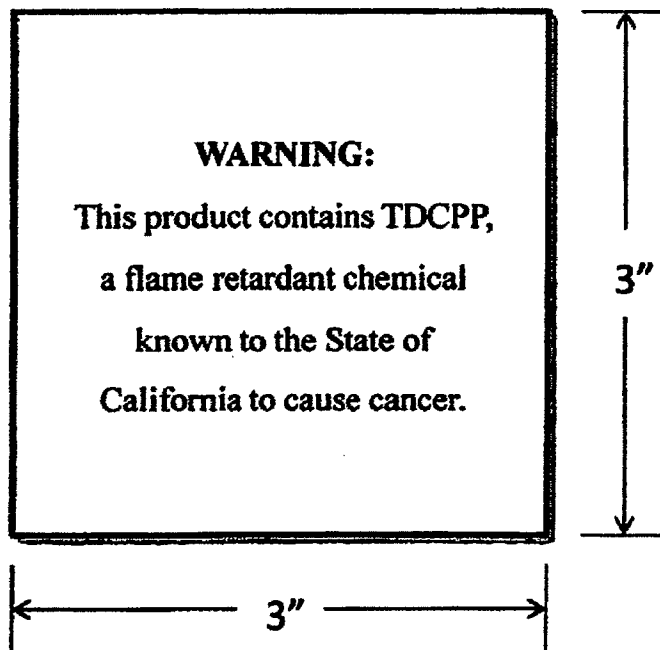 WARNING:
This product contains TDCPP,
a flame retardant chemical
known to the State of
California to cause cancer.
3"
3"